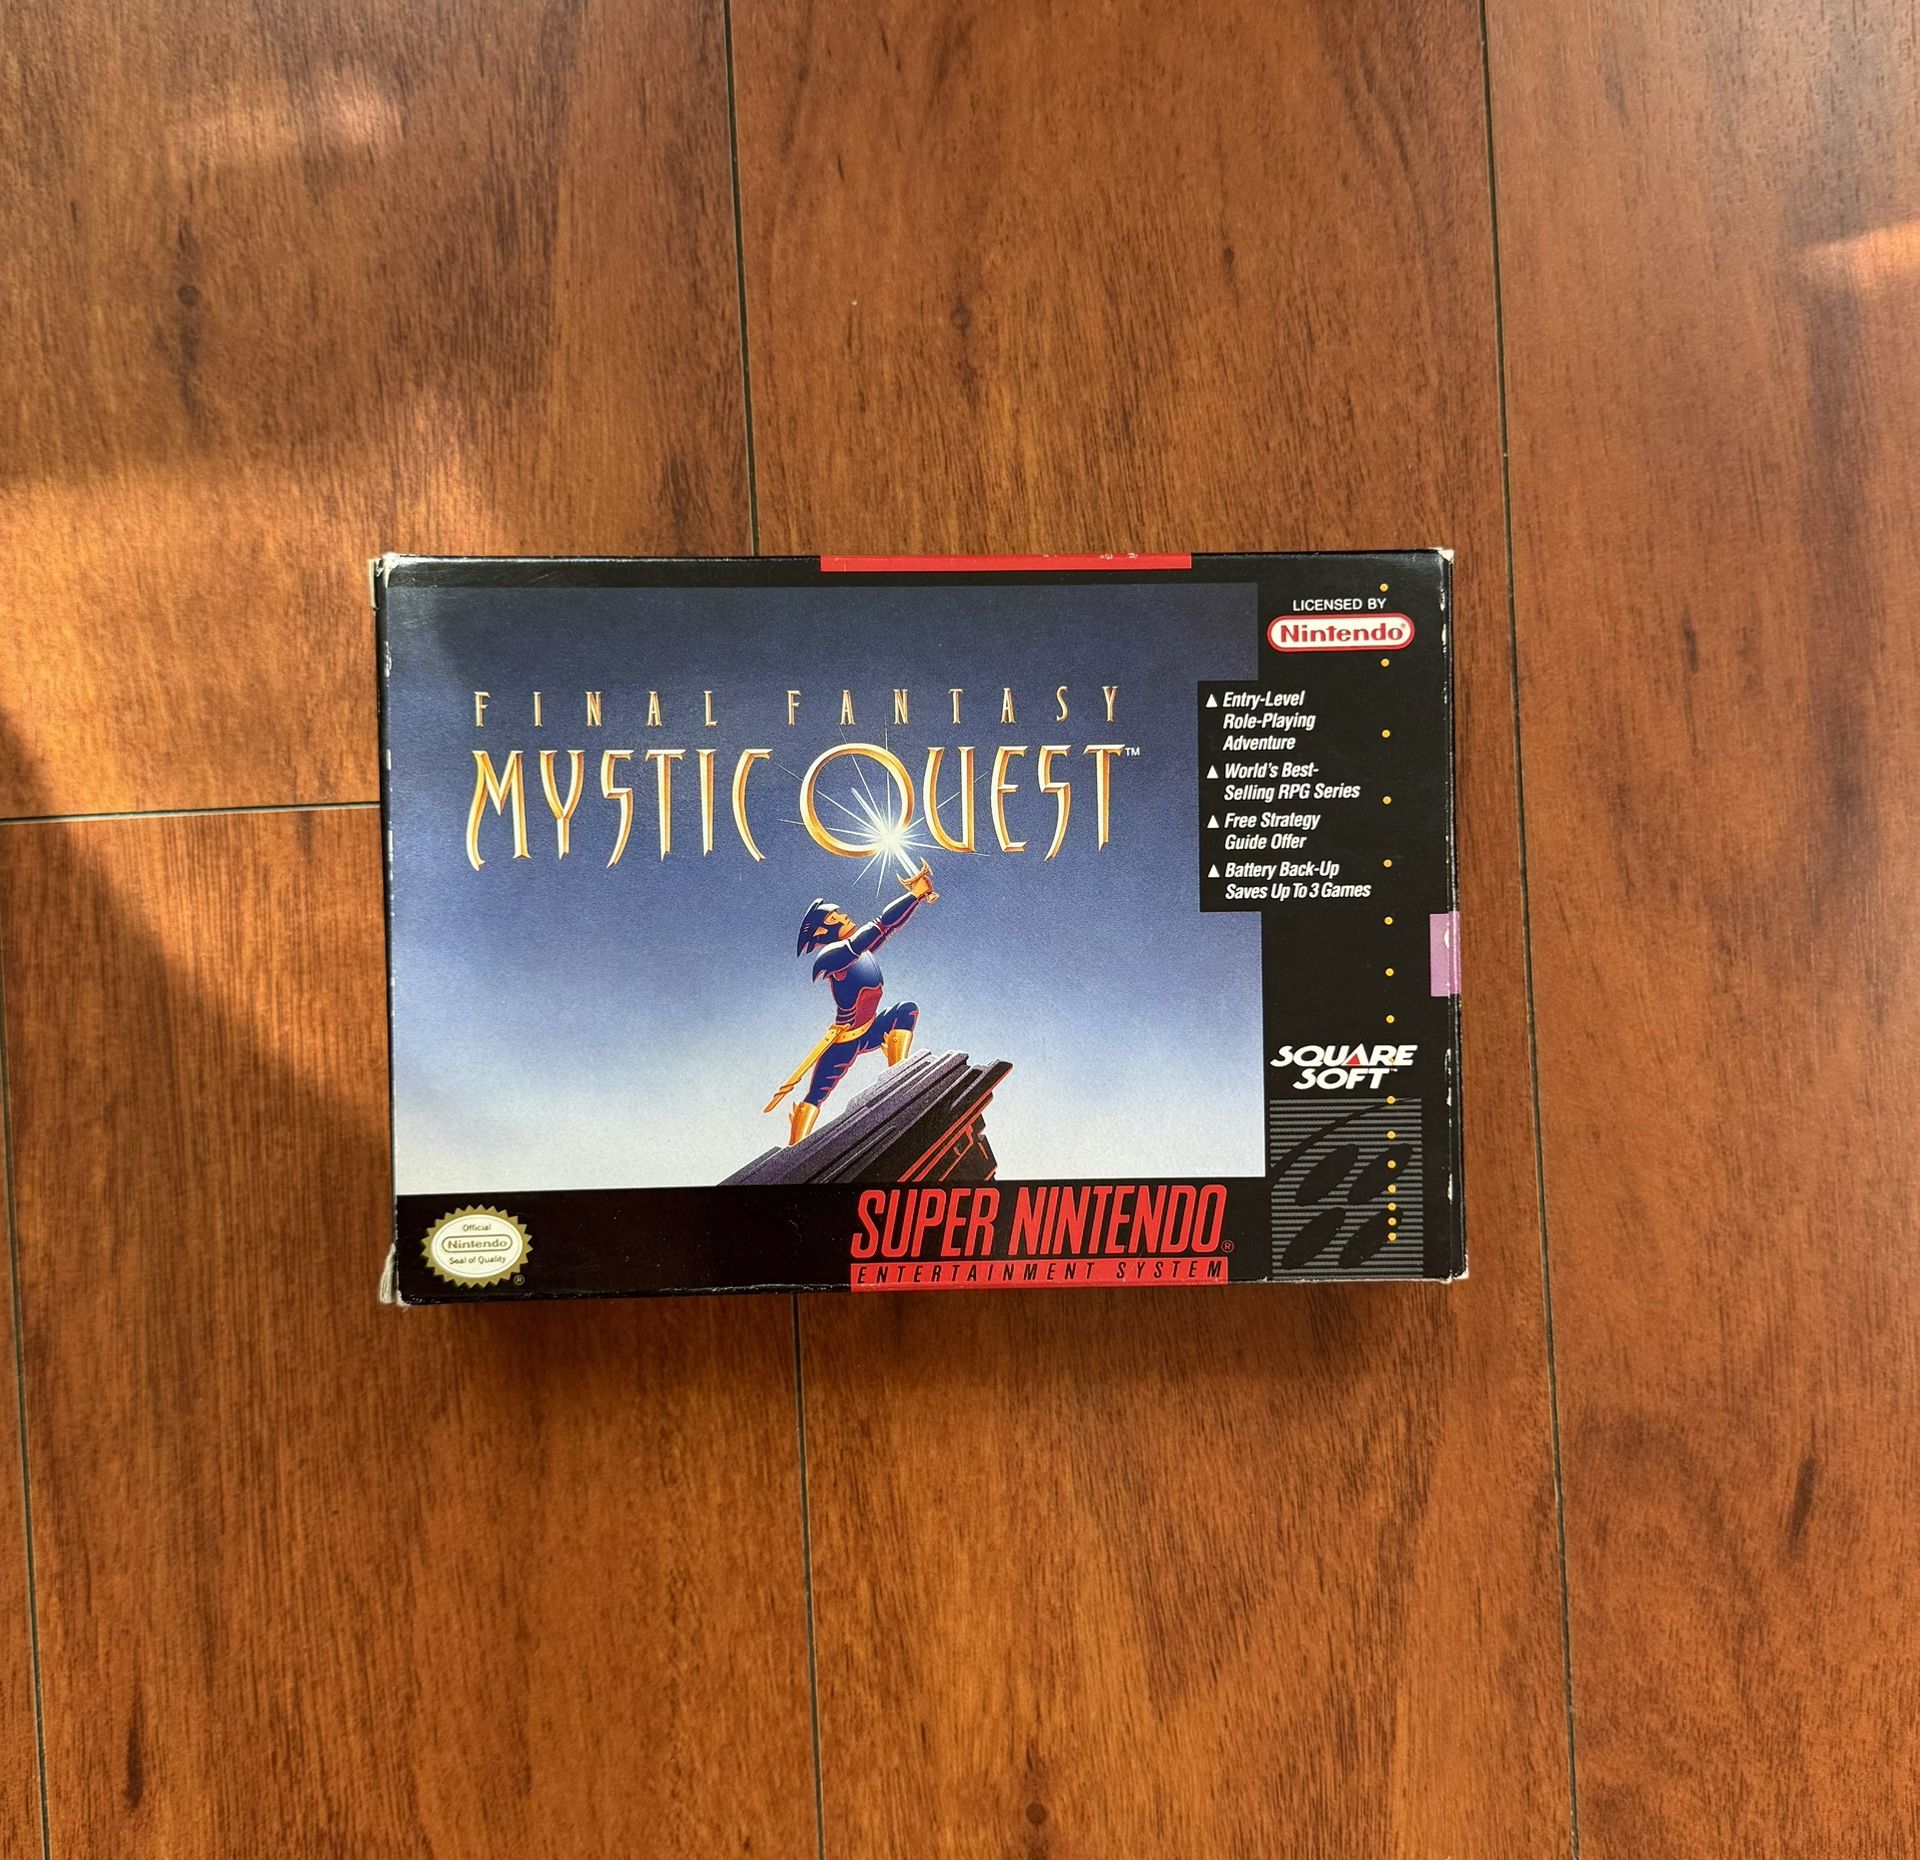 FINAL FANTASY
MYSTIC QUEST™
LICENSED BY
Nintendo®
▲ Entry-Level
Role-Playing
Adventure
▲ World's Best-
Selling RPG Series
▲ Free Strategy
Guide Offer
▲ Battery Back-Up
Saves Up To 3 Games
SQUARE
SOFT™
Official
Nintendo
Seal of Quality
®
SUPER NINTENDO®
ENTERTAINMENT SYSTEM